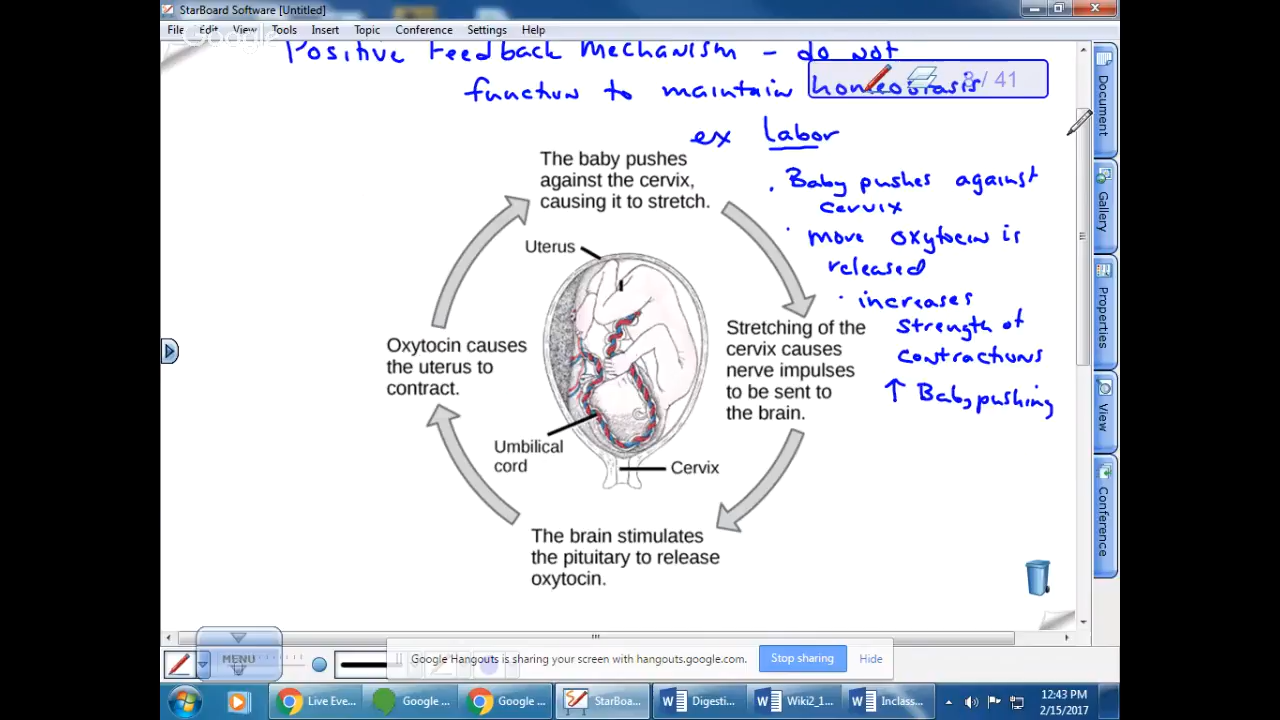 StarBoard Software [Untitled]
File Edit View Tools Insert Topic Conference Settings Help
Google
Positive Feedback Mechanism - do not
function to maintain homeostasis
3 / 41
ex labor
The baby pushes
against the cervix,
causing it to stretch.
. Baby pushes against
cervix
. more oxytocin is
released
. increases
strength of
contractions
↑ Baby pushing
Uterus
Stretching of the
cervix causes
nerve impulses
to be sent to
the brain.
Oxytocin causes
the uterus to
contract.
Umbilical
cord
Cervix
The brain stimulates
the pituitary to release
oxytocin.
Document
Gallery
Properties
View
Conference
MENU
Google Hangouts is sharing your screen with hangouts.google.com.
Stop sharing
Hide
Live Eve...
Google ...
Google ...
StarBoa...
Digesti...
Wiki2_1...
Inclass...
12:43 PM
2/15/2017